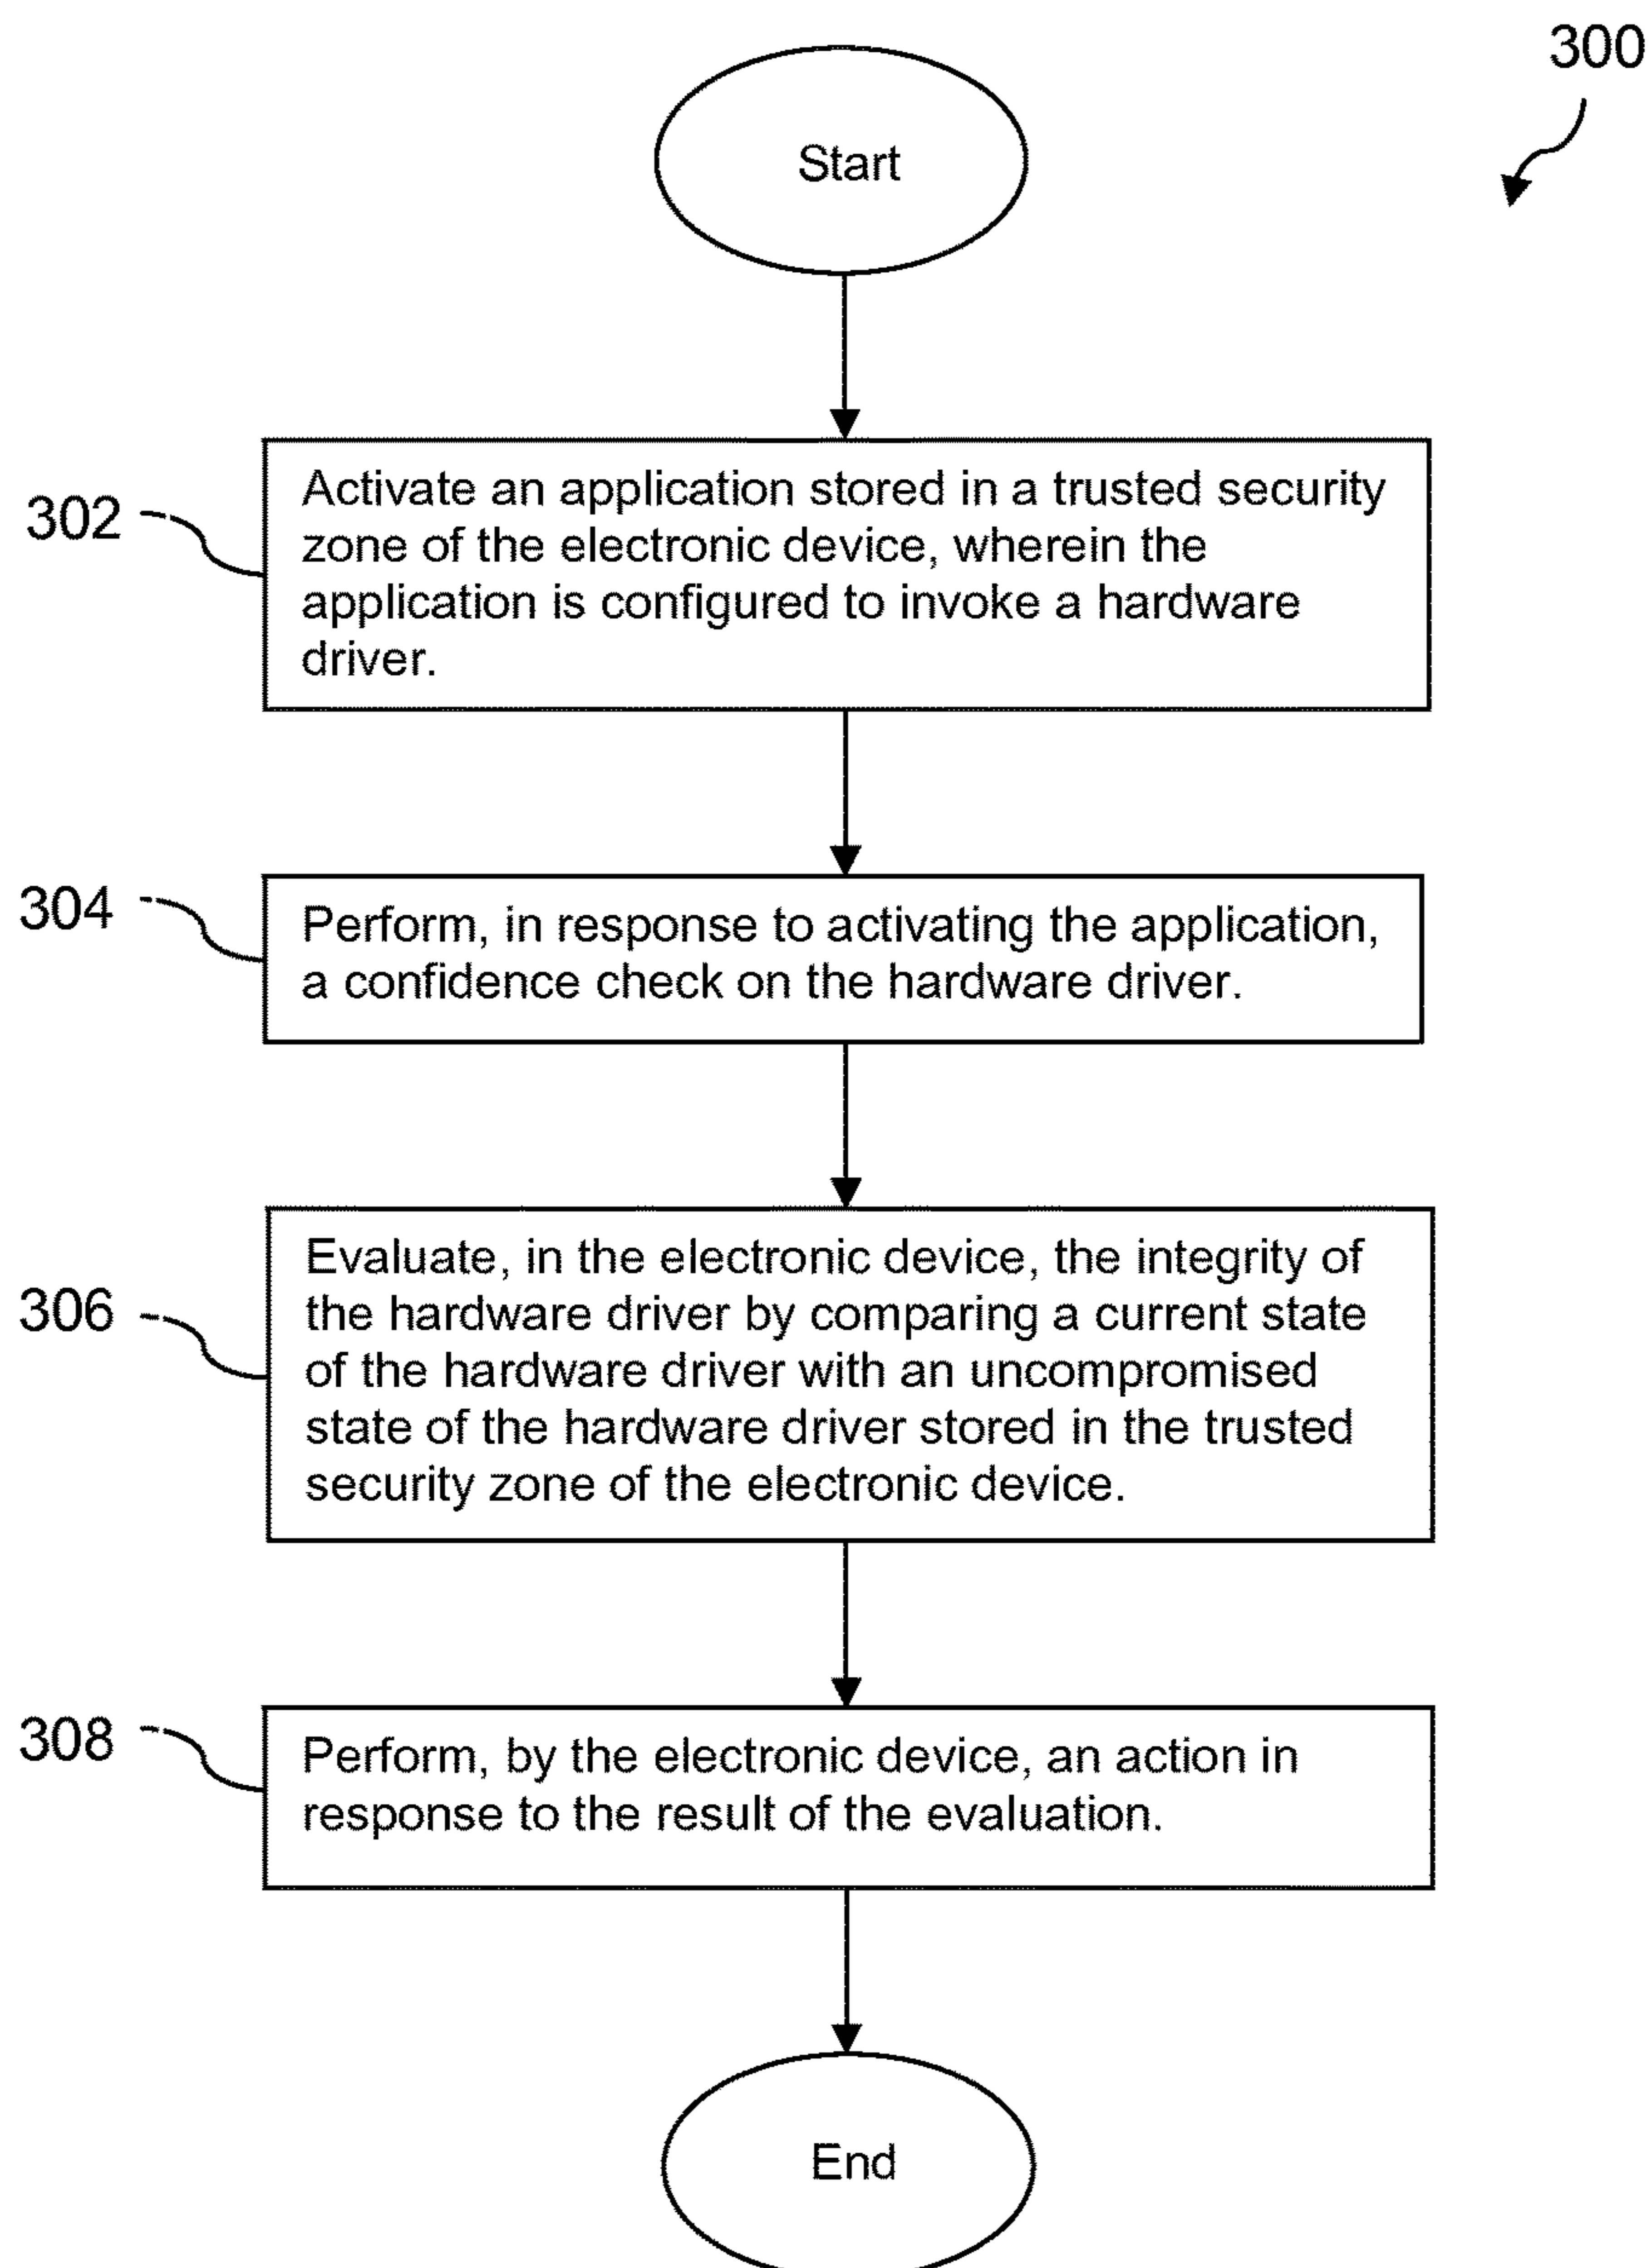 300
Start
302
Activate an application stored in a trusted security
zone of the electronic device, wherein the
application is configured to invoke a hardware
driver.
304
Perform, in response to activating the application,
a confidence check on the hardware driver.
306
Evaluate, in the electronic device, the integrity of
the hardware driver by comparing a current state
of the hardware driver with an uncompromised
state of the hardware driver stored in the trusted
security zone of the electronic device.
308
Perform, by the electronic device, an action in
response to the result of the evaluation.
End